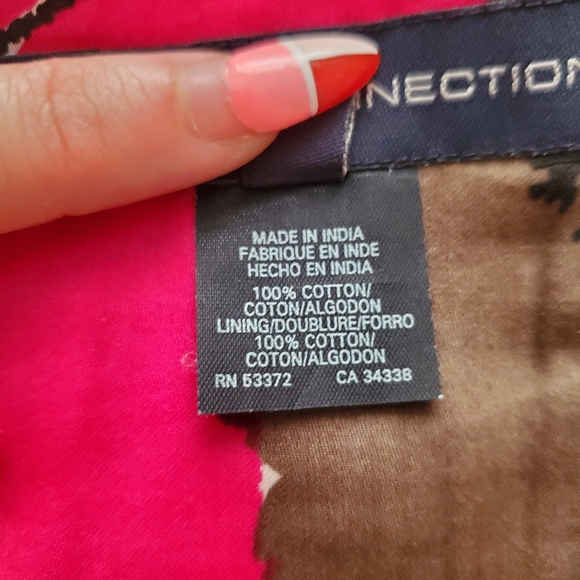 NNECTION
MADE IN INDIA
FABRIQUE EN INDE
HECHO EN INDIA
100% COTTON/
COTON/ALGODON
LINING/DOUBLURE/FORRO
100% COTTON/
COTON/ALGODON
RN 53372 CA 34338